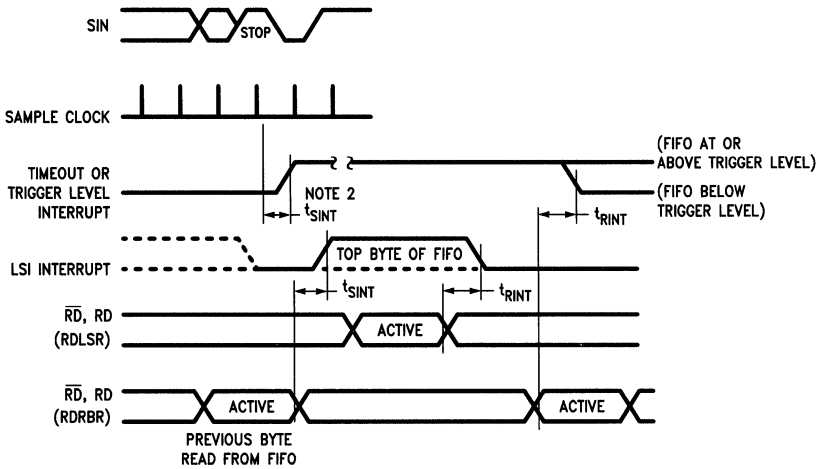 SIN
STOP
SAMPLE CLOCK
TIMEOUT OR
TRIGGER LEVEL
INTERRUPT
NOTE 2
tSINT
(FIFO AT OR
ABOVE TRIGGER LEVEL)
(FIFO BELOW
TRIGGER LEVEL)
tRINT
LSI INTERRUPT
TOP BYTE OF FIFO
tSINT
tRINT
R̅D̅, RD
(RDLSR)
ACTIVE
R̅D̅, RD
(RDRBR)
ACTIVE
ACTIVE
PREVIOUS BYTE
READ FROM FIFO